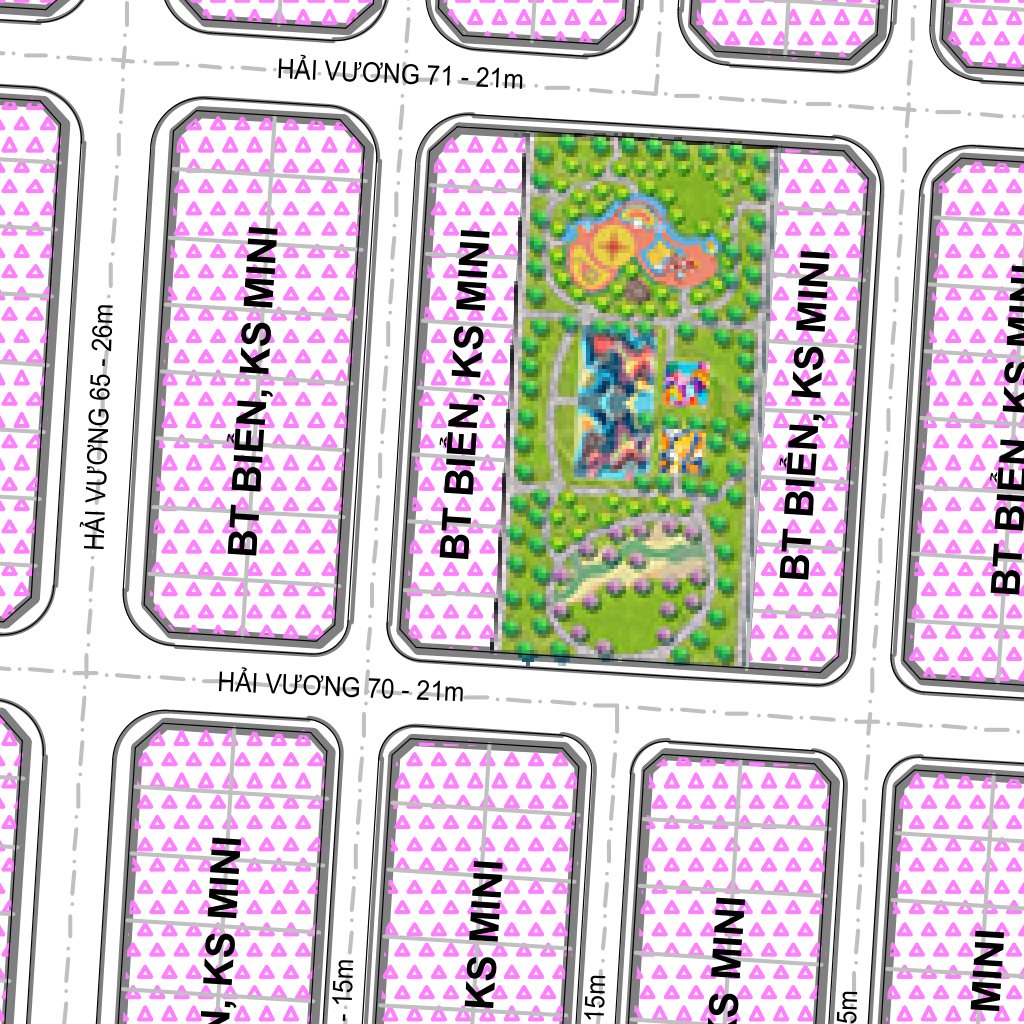 HẢI VƯƠNG 71 - 21m
HẢI VƯƠNG 65 - 26m
BT BIỂN, KS MINI
BT BIỂN, KS MINI
BT BIỂN, KS MINI
BT BIỂN, KS MINI
HẢI VƯƠNG 70 - 21m
N, KS MINI
KS MINI
KS MINI
MINI
- 15m
15m
5m